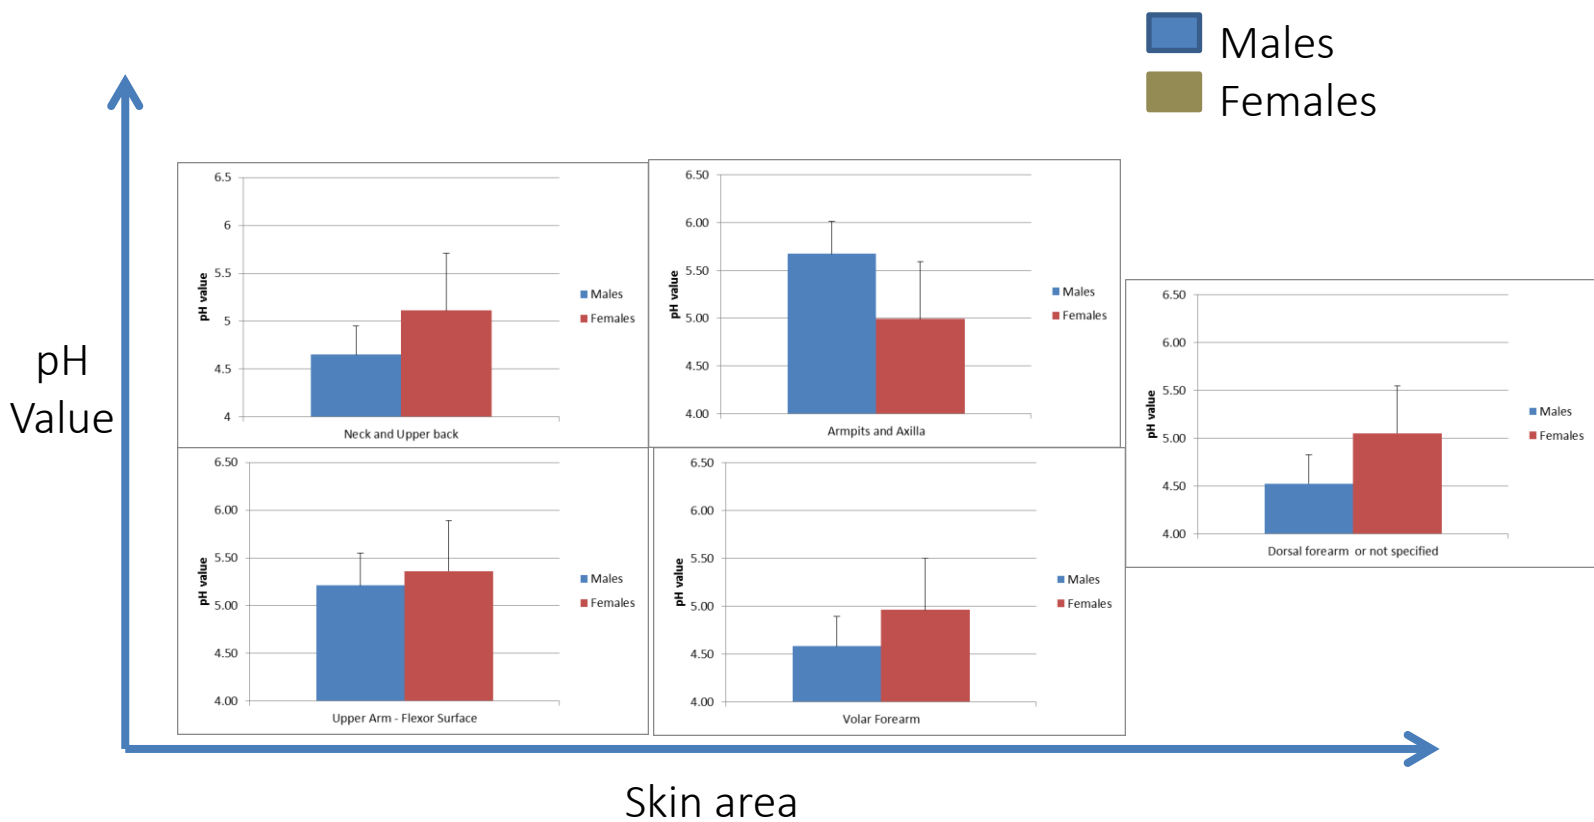 Males
Females
pH
Value
6.5
6
5.5
5
4.5
4
pH value
Neck and Upper back
Males
Females
6.50
6.00
5.50
5.00
4.50
4.00
pH value
Armpits and Axilla
Males
Females
6.50
6.00
5.50
5.00
4.50
4.00
pH value
Dorsal forearm or not specified
Males
Females
6.50
6.00
5.50
5.00
4.50
4.00
pH value
Upper Arm - Flexor Surface
Males
Females
6.50
6.00
5.50
5.00
4.50
4.00
pH value
Volar Forearm
Males
Females
Skin area